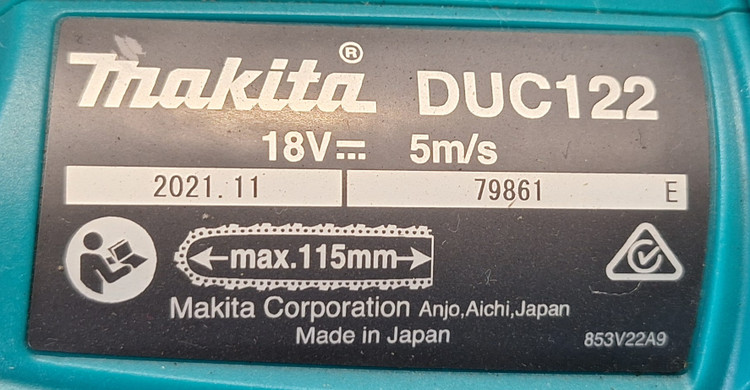 makita® DUC122
18V⎓ 5m/s
2021.11 79861 E
max.115mm
Makita Corporation Anjo,Aichi,Japan
Made in Japan 853V22A9